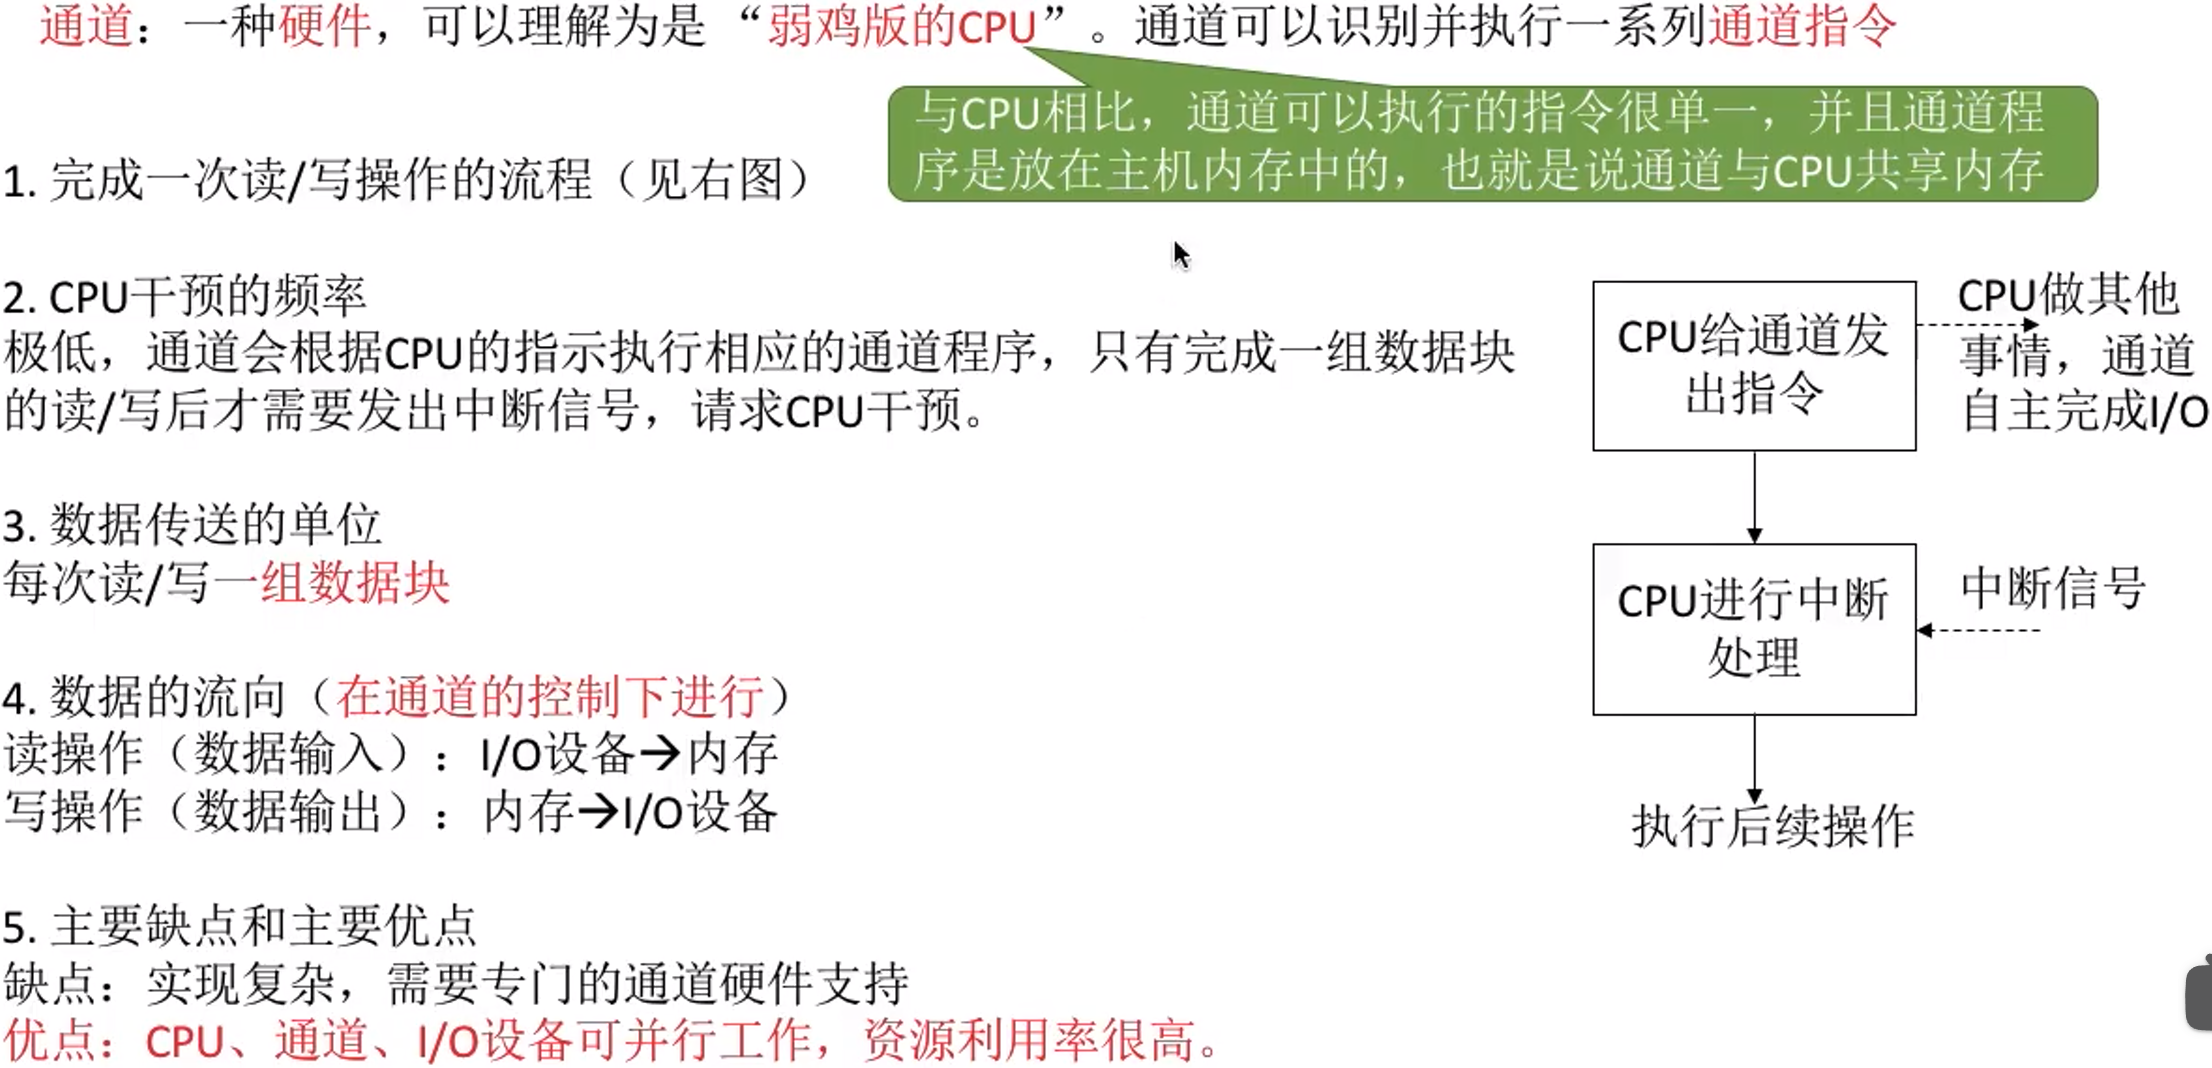 通道：一种硬件，可以理解为是“弱鸡版的CPU”。通道可以识别并执行一系列通道指令
与CPU相比，通道可以执行的指令很单一，并且通道程
序是放在主机内存中的，也就是说通道与CPU共享内存
1. 完成一次读/写操作的流程（见右图）
2. CPU干预的频率
极低，通道会根据CPU的指示执行相应的通道程序，只有完成一组数据块
的读/写后才需要发出中断信号，请求CPU干预。
3. 数据传送的单位
每次读/写一组数据块
4. 数据的流向（在通道的控制下进行）
读操作（数据输入）：I/O设备→内存
写操作（数据输出）：内存→I/O设备
5. 主要缺点和主要优点
缺点：实现复杂，需要专门的通道硬件支持
优点：CPU、通道、I/O设备可并行工作，资源利用率很高。
CPU给通道发
出指令
CPU做其他
事情，通道
自主完成I/O
CPU进行中断
处理
中断信号
执行后续操作